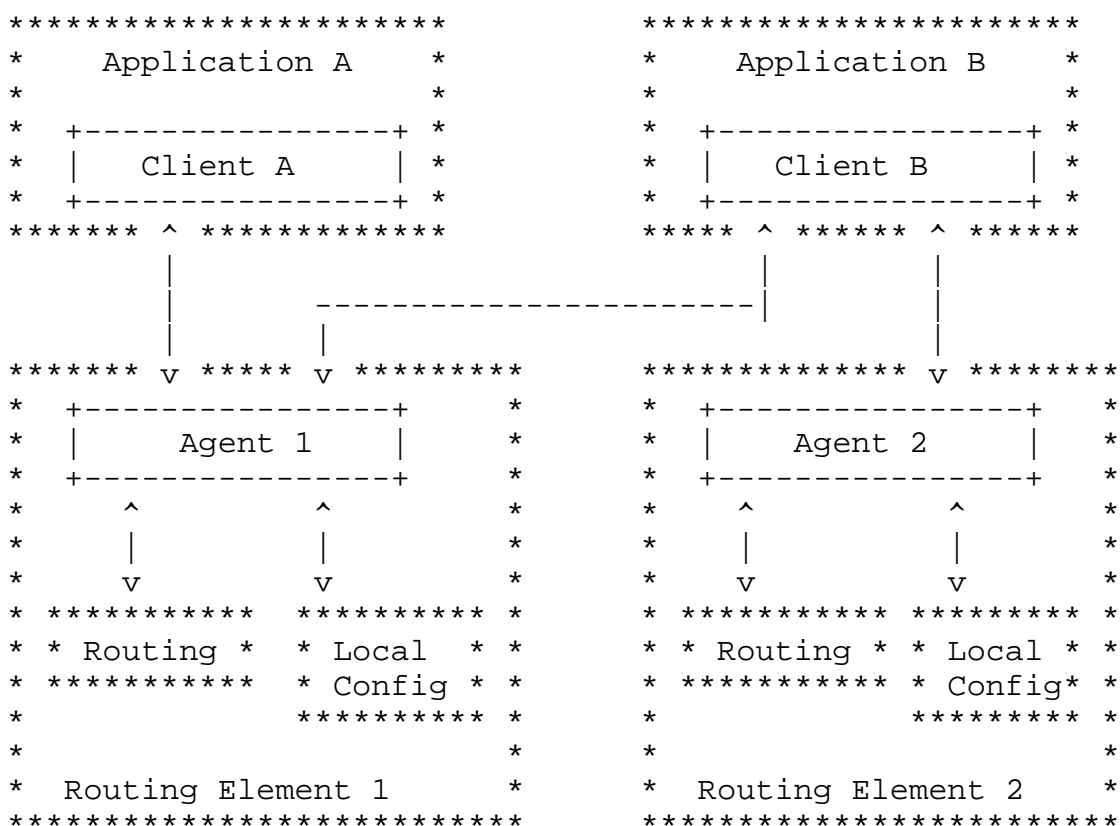 Application A Application B
Client A Client B
Agent 1 Agent 2
Routing Local Routing Local
Config Config
Routing Element 1 Routing Element 2